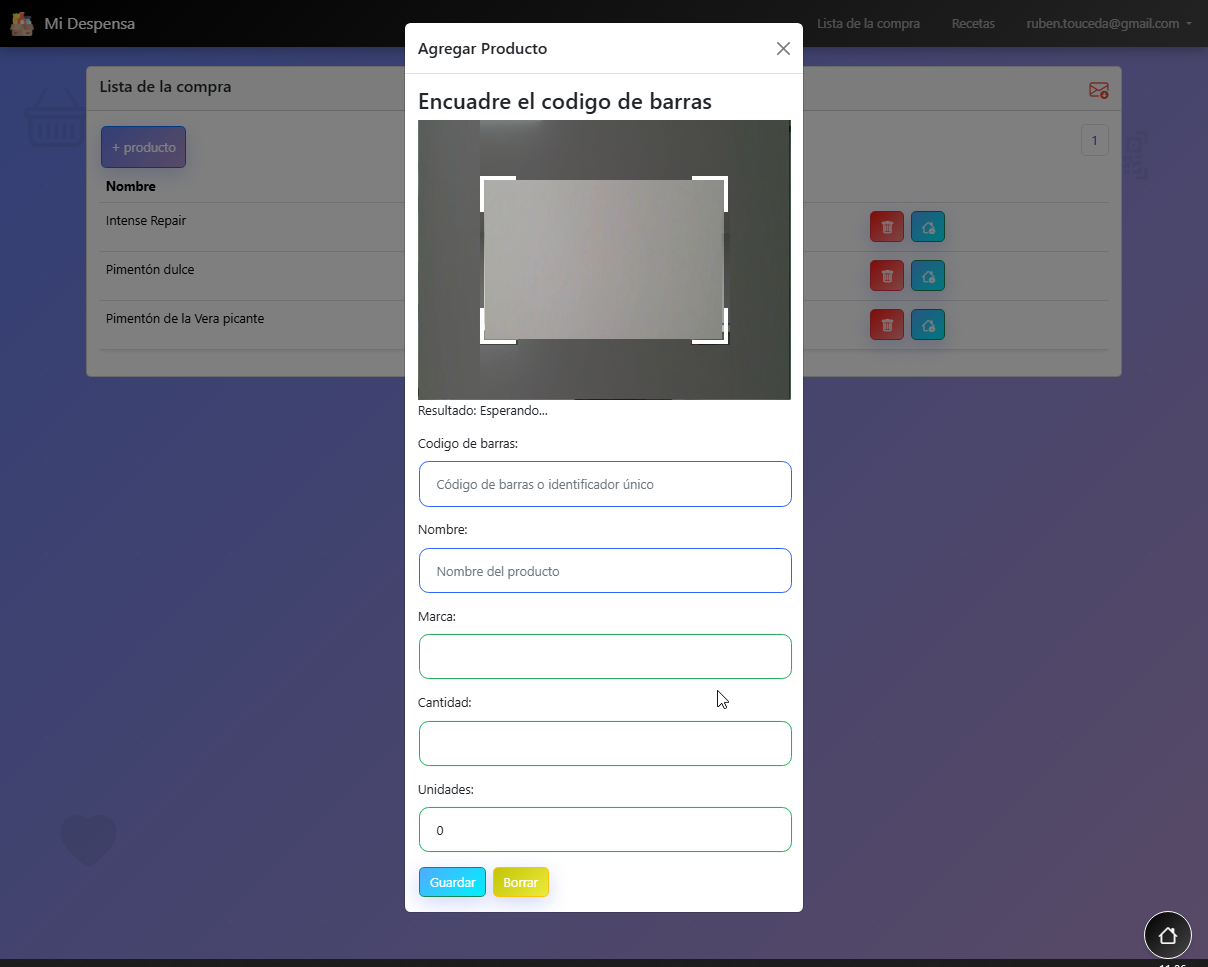 Mi Despensa
Lista de la compra
Recetas
ruben.touceda@gmail.com
Lista de la compra
+ producto
1
Nombre
Intense Repair
Pimentón dulce
Pimentón de la Vera picante
Agregar Producto
Encuadre el codigo de barras
Resultado: Esperando...
Codigo de barras:
Código de barras o identificador único
Nombre:
Nombre del producto
Marca:
Cantidad:
Unidades:
0
Guardar Borrar